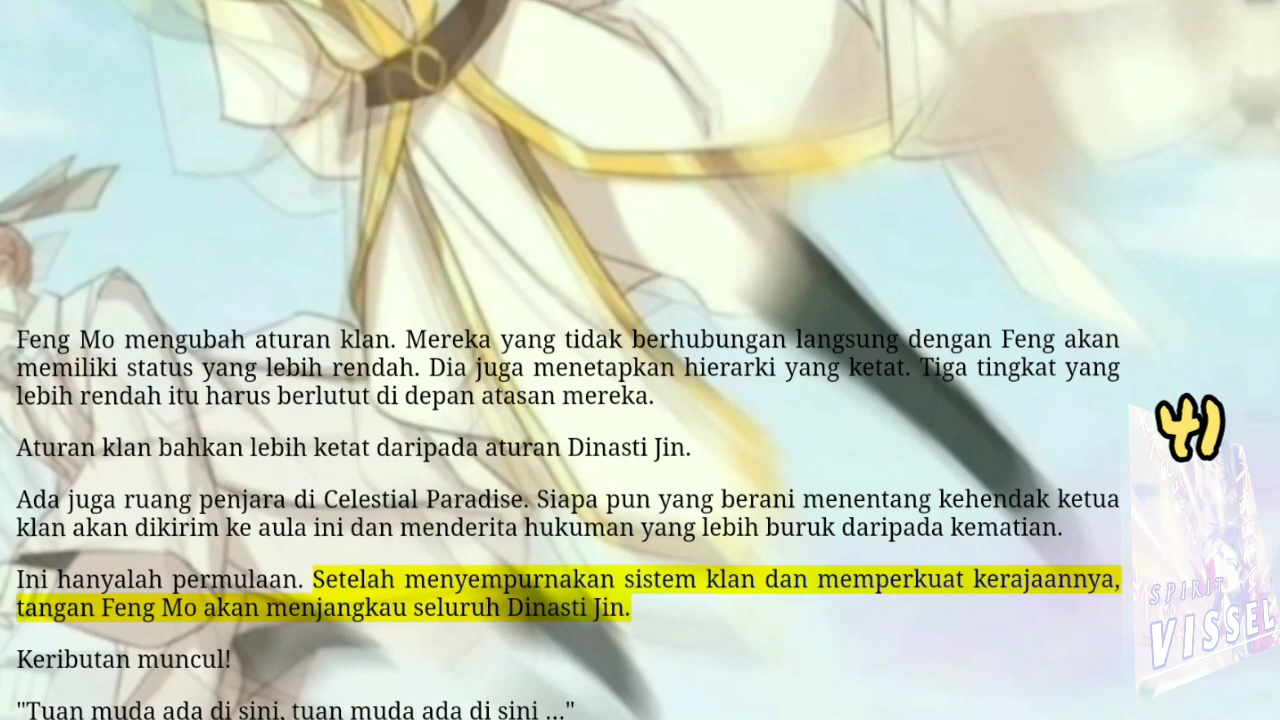 Feng Mo mengubah aturan klan. Mereka yang tidak berhubungan langsung dengan Feng akan
memiliki status yang lebih rendah. Dia juga menetapkan hierarki yang ketat. Tiga tingkat yang
lebih rendah itu harus berlutut di depan atasan mereka.
Aturan klan bahkan lebih ketat daripada aturan Dinasti Jin.
Ada juga ruang penjara di Celestial Paradise. Siapa pun yang berani menentang kehendak ketua
klan akan dikirim ke aula ini dan menderita hukuman yang lebih buruk daripada kematian.
Ini hanyalah permulaan. Setelah menyempurnakan sistem klan dan memperkuat kerajaannya,
tangan Feng Mo akan menjangkau seluruh Dinasti Jin.
Keributan muncul!
"Tuan muda ada di sini, tuan muda ada di sini ..."
41
SPIRIT
VISSEL